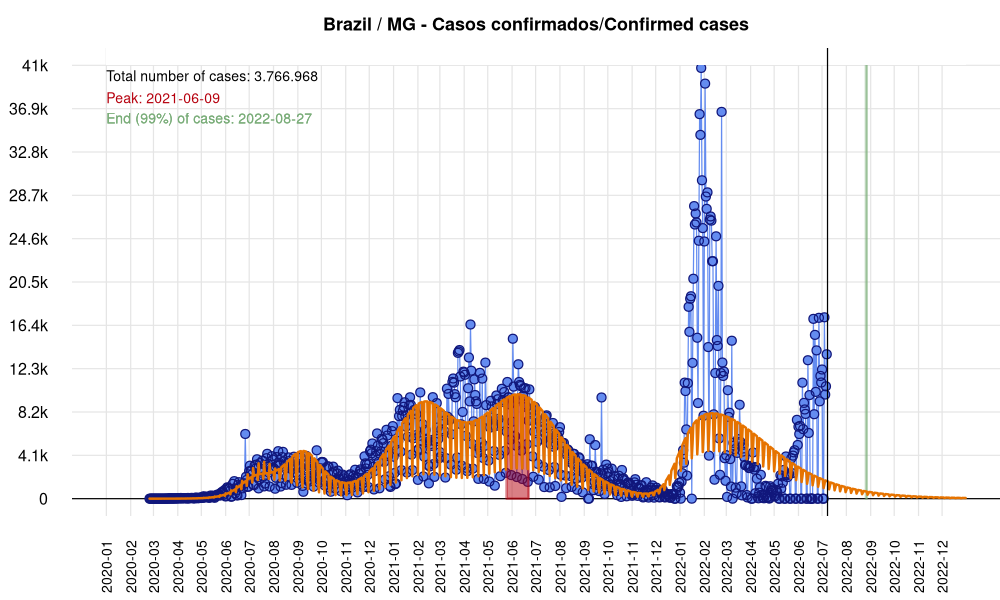 Brazil / MG - Casos confirmados/Confirmed cases
Total number of cases: 3.766.968
Peak: 2021-06-09
End (99%) of cases: 2022-08-27
41k
36.9k
32.8k
28.7k
24.6k
20.5k
16.4k
12.3k
8.2k
4.1k
0
2020-01
2020-02
2020-03
2020-04
2020-05
2020-06
2020-07
2020-08
2020-09
2020-10
2020-11
2020-12
2021-01
2021-02
2021-03
2021-04
2021-05
2021-06
2021-07
2021-08
2021-09
2021-10
2021-11
2021-12
2022-01
2022-02
2022-03
2022-04
2022-05
2022-06
2022-07
2022-08
2022-09
2022-10
2022-11
2022-12